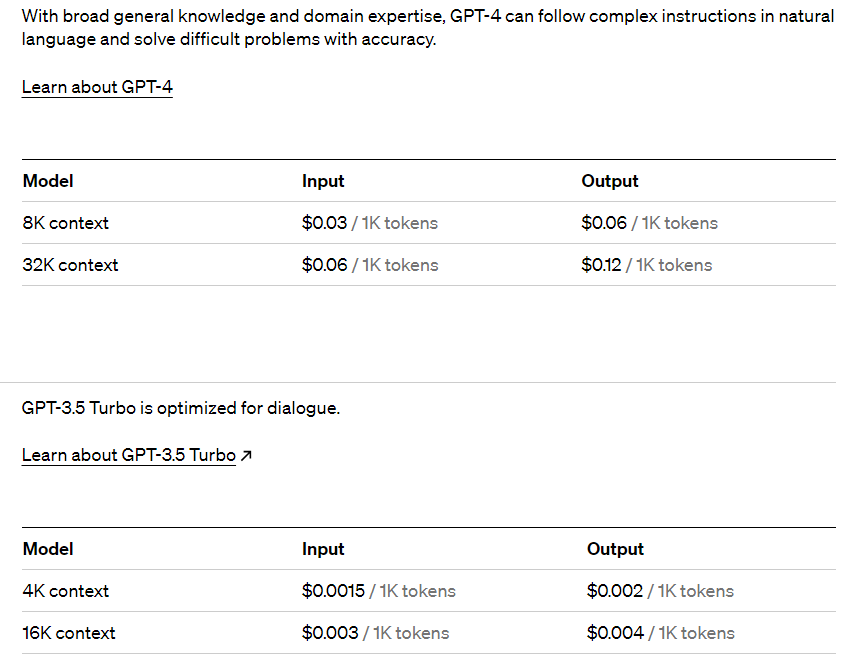 With broad general knowledge and domain expertise, GPT-4 can follow complex instructions in natural
language and solve difficult problems with accuracy.
Learn about GPT-4
Model Input Output
8K context $0.03 / 1K tokens $0.06 / 1K tokens
32K context $0.06 / 1K tokens $0.12 / 1K tokens
GPT-3.5 Turbo is optimized for dialogue.
Learn about GPT-3.5 Turbo ↗
Model Input Output
4K context $0.0015 / 1K tokens $0.002 / 1K tokens
16K context $0.003 / 1K tokens $0.004 / 1K tokens